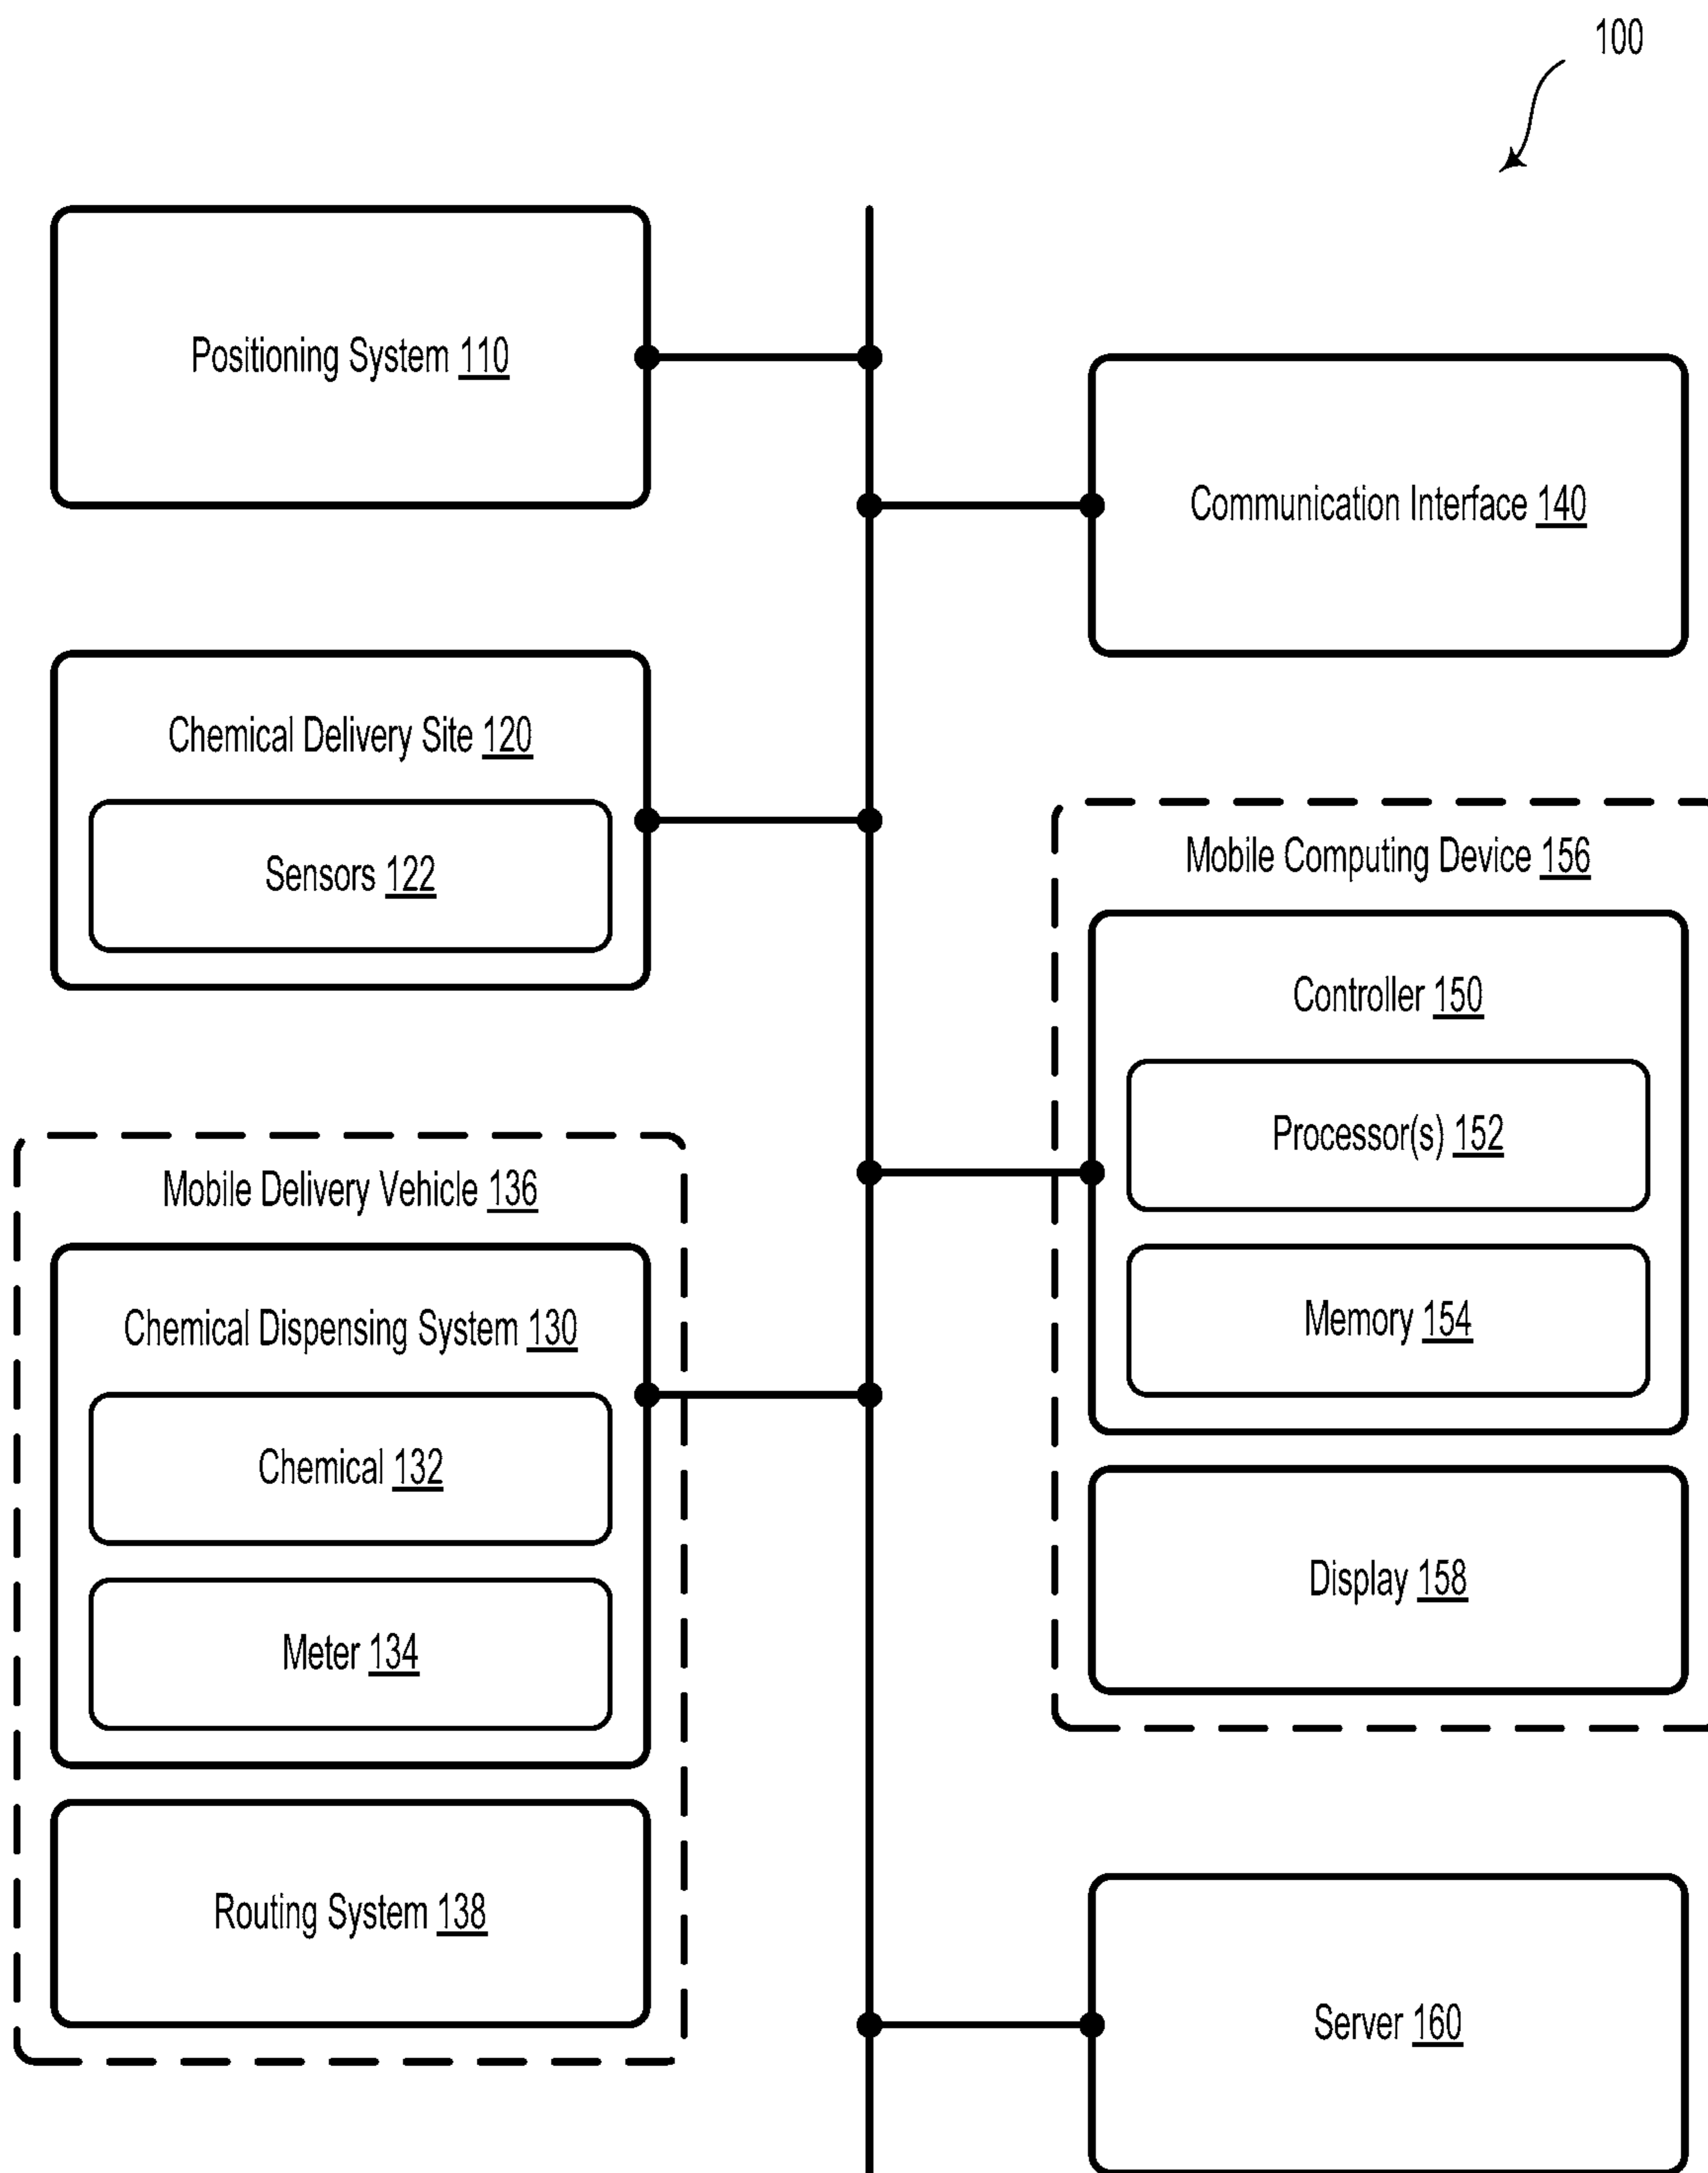 100
Positioning System 110
Communication Interface 140
Chemical Delivery Site 120
Sensors 122
Mobile Computing Device 156
Controller 150
Processor(s) 152
Memory 154
Display 158
Mobile Delivery Vehicle 136
Chemical Dispensing System 130
Chemical 132
Meter 134
Routing System 138
Server 160